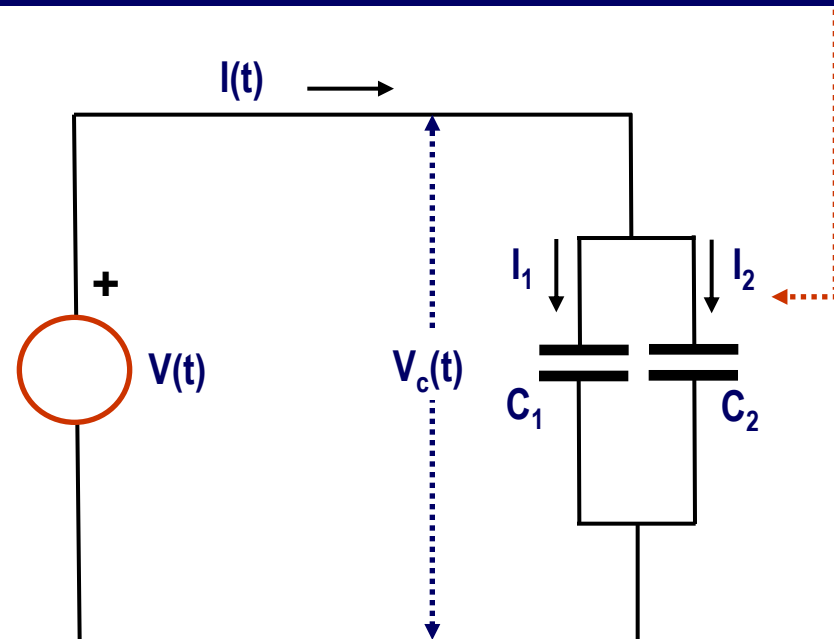 I(t)
I₁
I₂
+
V(t)
Vc(t)
C₁
C₂